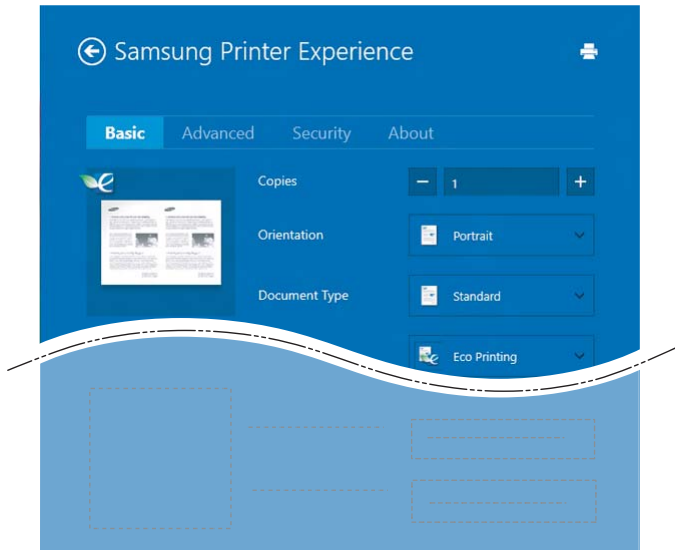 Samsung Printer Experience
Basic Advanced Security About
Copies 1
Orientation Portrait
Document Type Standard
Eco Printing